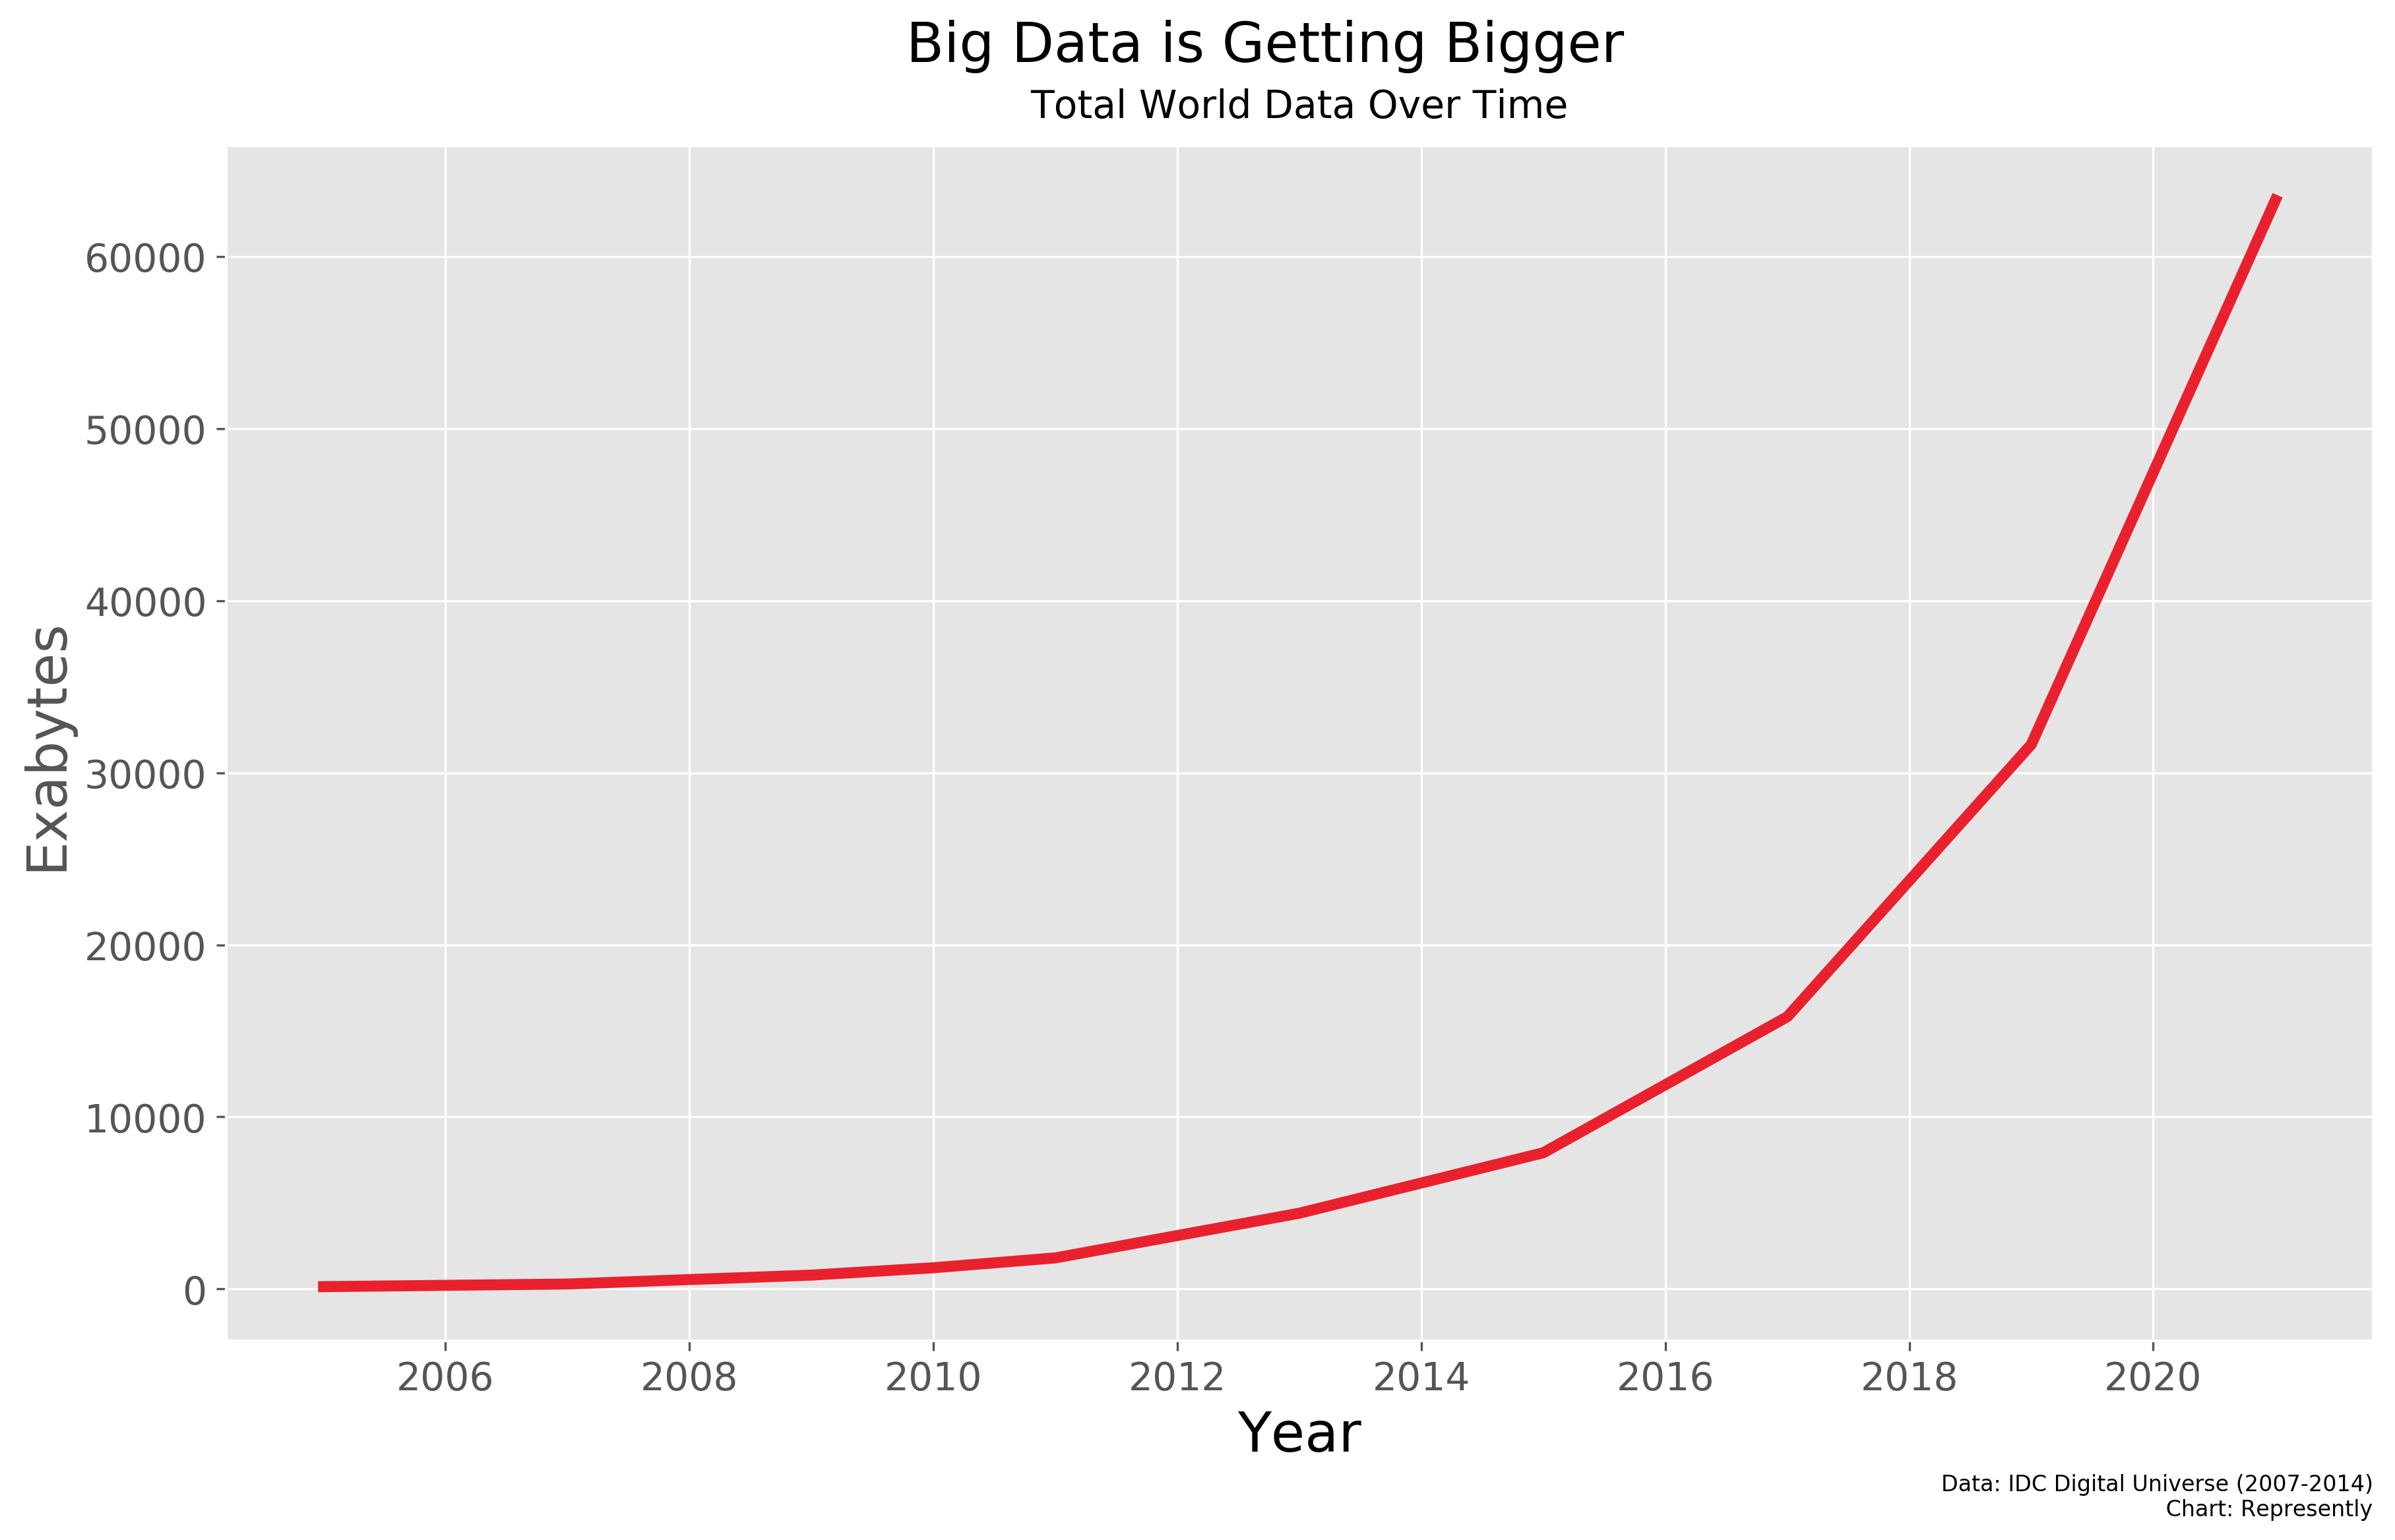 Big Data is Getting Bigger
Total World Data Over Time
Exabytes
60000
50000
40000
30000
20000
10000
0
2006 2008 2010 2012 2014 2016 2018 2020
Year
Data: IDC Digital Universe (2007-2014)
Chart: Represently